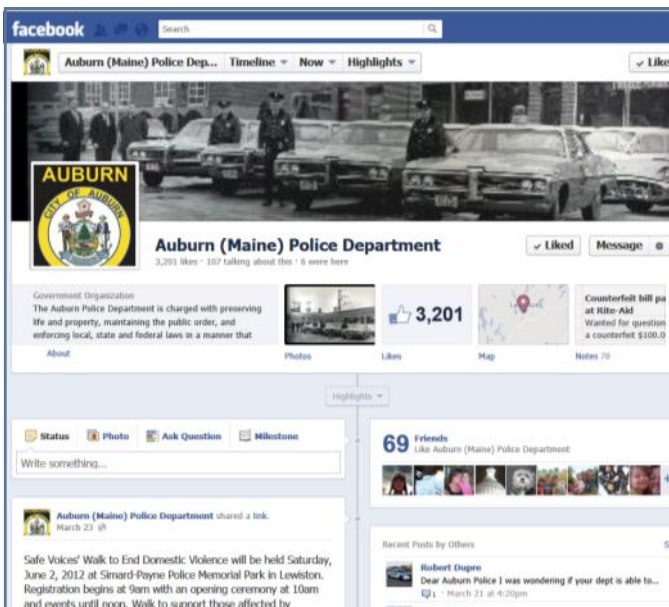 facebook
Search
Auburn (Maine) Police Dep... Timeline Now Highlights
Like
AUBURN
CITY OF AUBURN
Auburn (Maine) Police Department
3,201 likes · 107 talking about this · 6 were here
Liked
Message
Government Organization
The Auburn Police Department is charged with preserving
life and property, maintaining the public order, and
enforcing local, state and federal laws in a manner that
About
Photos
3,201
Likes
Map
Counterfeit bill pa
at Rite-Aid
Wanted for question
a counterfeit $100.0
Notes 70
Highlights
Status Photo Ask Question Milestone
Write something...
69 Friends
Like Auburn (Maine) Police Department
Auburn (Maine) Police Department shared a link.
March 23
Safe Voices' Walk to End Domestic Violence will be held Saturday,
June 2, 2012 at Simard-Payne Police Memorial Park in Lewiston.
Registration begins at 9am with an opening ceremony at 10am
and events until noon. Walk to support those affected by
Recent Posts by Others
S
Robert Dupre
Dear Auburn Police I was wondering if your dept is able to...
1 · March 21 at 4:20pm